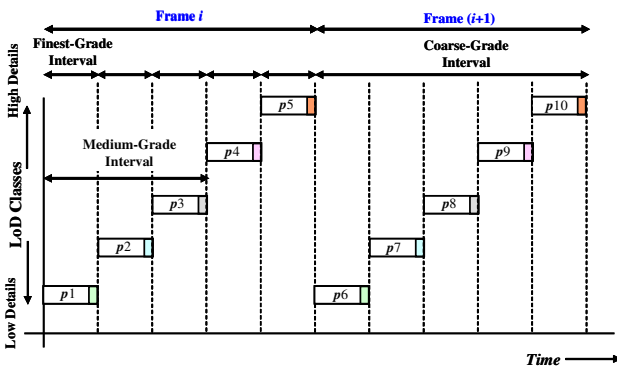 Frame i
Frame (i+1)
Finest-Grade
Interval
Coarse-Grade
Interval
High Details
LoD Classes
Low Details
Medium-Grade
Interval
p5
p10
p4
p9
p3
p8
p2
p7
p1
p6
Time